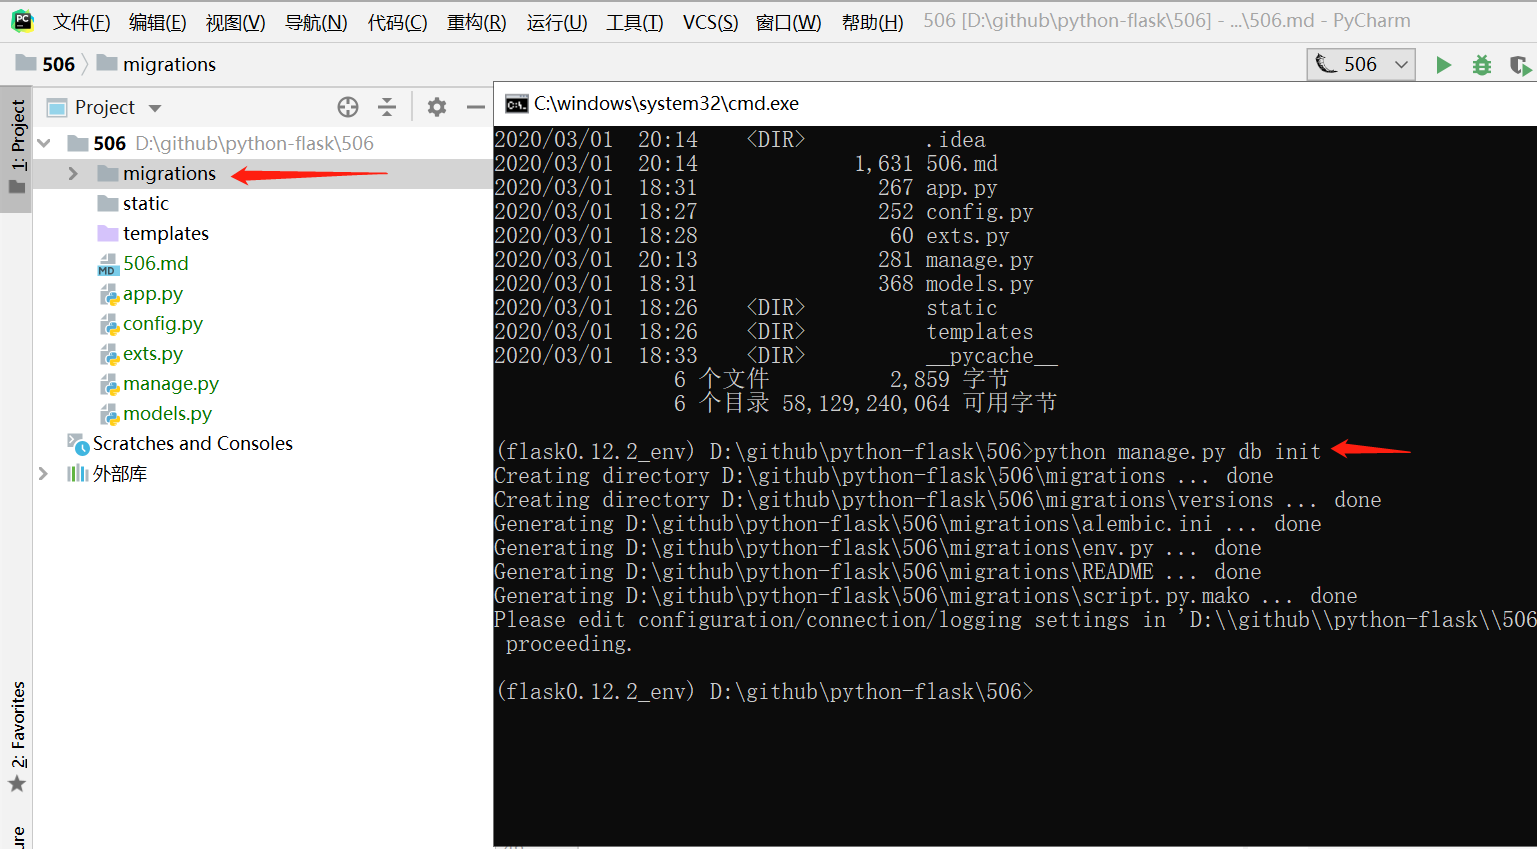 文件(F) 编辑(E) 视图(V) 导航(N) 代码(C) 重构(R) 运行(U) 工具(T) VCS(S) 窗口(W) 帮助(H) 506 [D:\github\python-flask\506] - ...\506.md - PyCharm
506 migrations
506
1: Project
Project
506 D:\github\python-flask\506
migrations
static
templates
506.md
app.py
config.py
exts.py
manage.py
models.py
Scratches and Consoles
外部库
2: Favorites
C:\windows\system32\cmd.exe
2020/03/01 20:14 <DIR> .idea
2020/03/01 20:14 1,631 506.md
2020/03/01 18:31 267 app.py
2020/03/01 18:27 252 config.py
2020/03/01 18:28 60 exts.py
2020/03/01 20:13 281 manage.py
2020/03/01 18:31 368 models.py
2020/03/01 18:26 <DIR> static
2020/03/01 18:26 <DIR> templates
2020/03/01 18:33 <DIR> __pycache__
6 个文件 2,859 字节
6 个目录 58,129,240,064 可用字节
(flask0.12.2_env) D:\github\python-flask\506>python manage.py db init
Creating directory D:\github\python-flask\506\migrations ... done
Creating directory D:\github\python-flask\506\migrations\versions ... done
Generating D:\github\python-flask\506\migrations\alembic.ini ... done
Generating D:\github\python-flask\506\migrations\env.py ... done
Generating D:\github\python-flask\506\migrations\README ... done
Generating D:\github\python-flask\506\migrations\script.py.mako ... done
Please edit configuration/connection/logging settings in 'D:\\github\\python-flask\\506
proceeding.
(flask0.12.2_env) D:\github\python-flask\506>